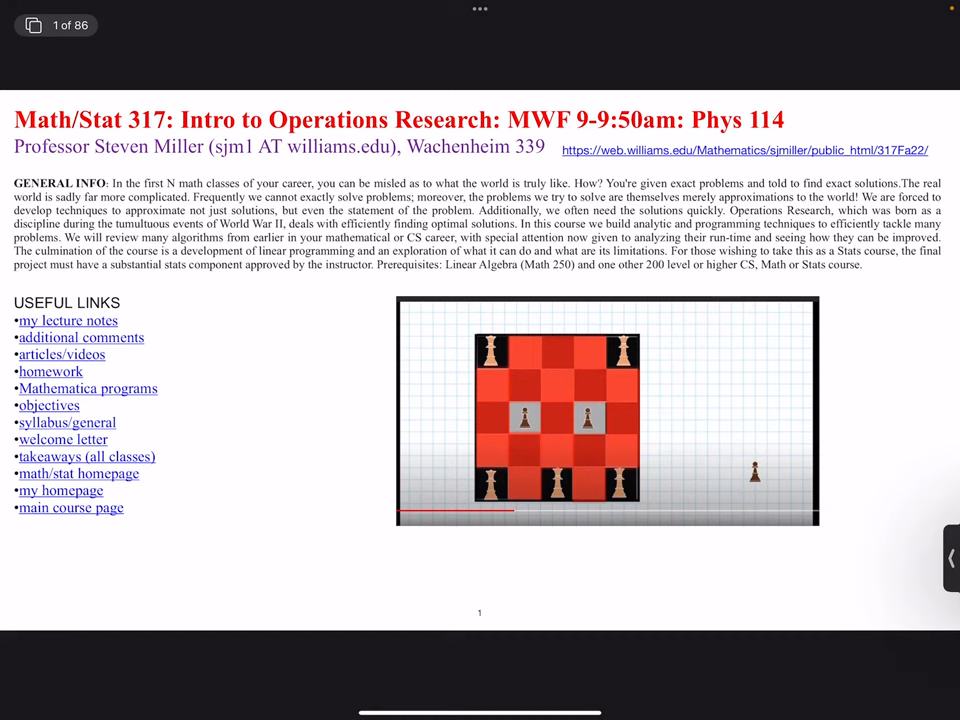 1 of 86
Math/Stat 317: Intro to Operations Research: MWF 9-9:50am: Phys 114
Professor Steven Miller (sjm1 AT williams.edu), Wachenheim 339
https://web.williams.edu/Mathematics/sjmiller/public_html/317Fa22/
GENERAL INFO: In the first N math classes of your career, you can be misled as to what the world is truly like. How? You're given exact problems and told to find exact solutions.The real
world is sadly far more complicated. Frequently we cannot exactly solve problems; moreover, the problems we try to solve are themselves merely approximations to the world! We are forced to
develop techniques to approximate not just solutions, but even the statement of the problem. Additionally, we often need the solutions quickly. Operations Research, which was born as a
discipline during the tumultuous events of World War II, deals with efficiently finding optimal solutions. In this course we build analytic and programming techniques to efficiently tackle many
problems. We will review many algorithms from earlier in your mathematical or CS career, with special attention now given to analyzing their run-time and seeing how they can be improved.
The culmination of the course is a development of linear programming and an exploration of what it can do and what are its limitations. For those wishing to take this as a Stats course, the final
project must have a substantial stats component approved by the instructor. Prerequisites: Linear Algebra (Math 250) and one other 200 level or higher CS, Math or Stats course.
USEFUL LINKS
•my lecture notes
•additional comments
•articles/videos
•homework
•Mathematica programs
•objectives
•syllabus/general
•welcome letter
•takeaways (all classes)
•math/stat homepage
•my homepage
•main course page
1